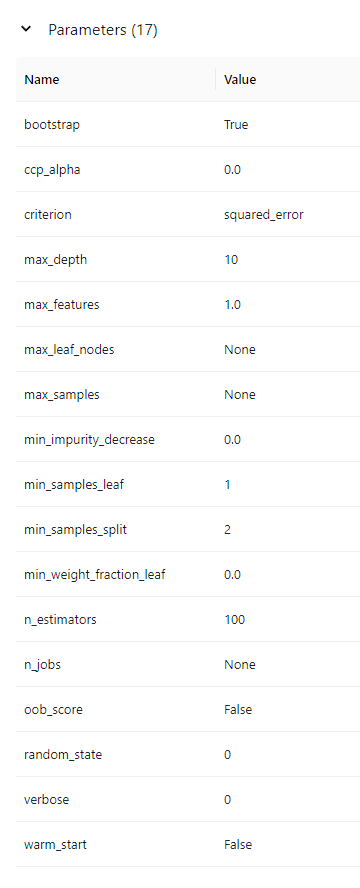 Parameters (17)
Name Value
bootstrap True
ccp_alpha 0.0
criterion squared_error
max_depth 10
max_features 1.0
max_leaf_nodes None
max_samples None
min_impurity_decrease 0.0
min_samples_leaf 1
min_samples_split 2
min_weight_fraction_leaf 0.0
n_estimators 100
n_jobs None
oob_score False
random_state 0
verbose 0
warm_start False